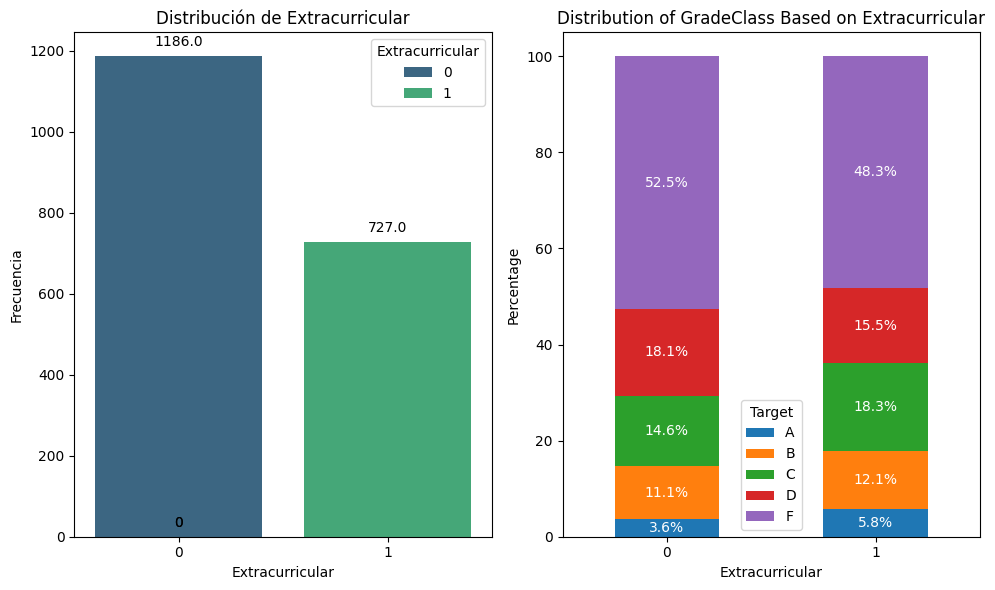 Distribución de Extracurricular
1186.0
727.0
0
Extracurricular
0
1
1200
1000
800
600
400
200
0
Frecuencia
0
1
Extracurricular
Distribution of GradeClass Based on Extracurricular
100
80
60
40
20
0
Percentage
52.5%
18.1%
14.6%
11.1%
3.6%
48.3%
15.5%
18.3%
12.1%
5.8%
Target
A
B
C
D
F
0
1
Extracurricular